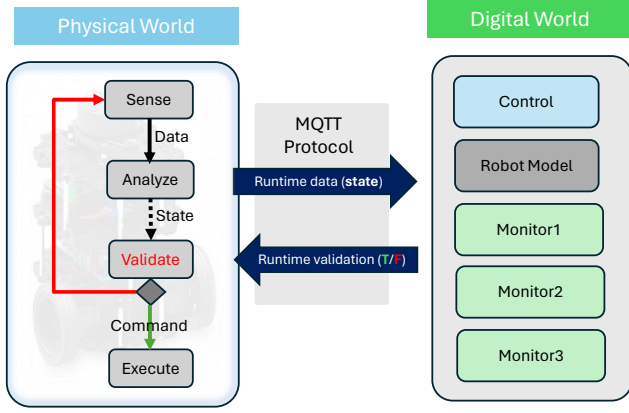 Physical World
Digital World
Sense
Data
Analyze
State
Validate
Command
Execute
MQTT
Protocol
Runtime data (state)
Runtime validation (T/F)
Control
Robot Model
Monitor1
Monitor2
Monitor3